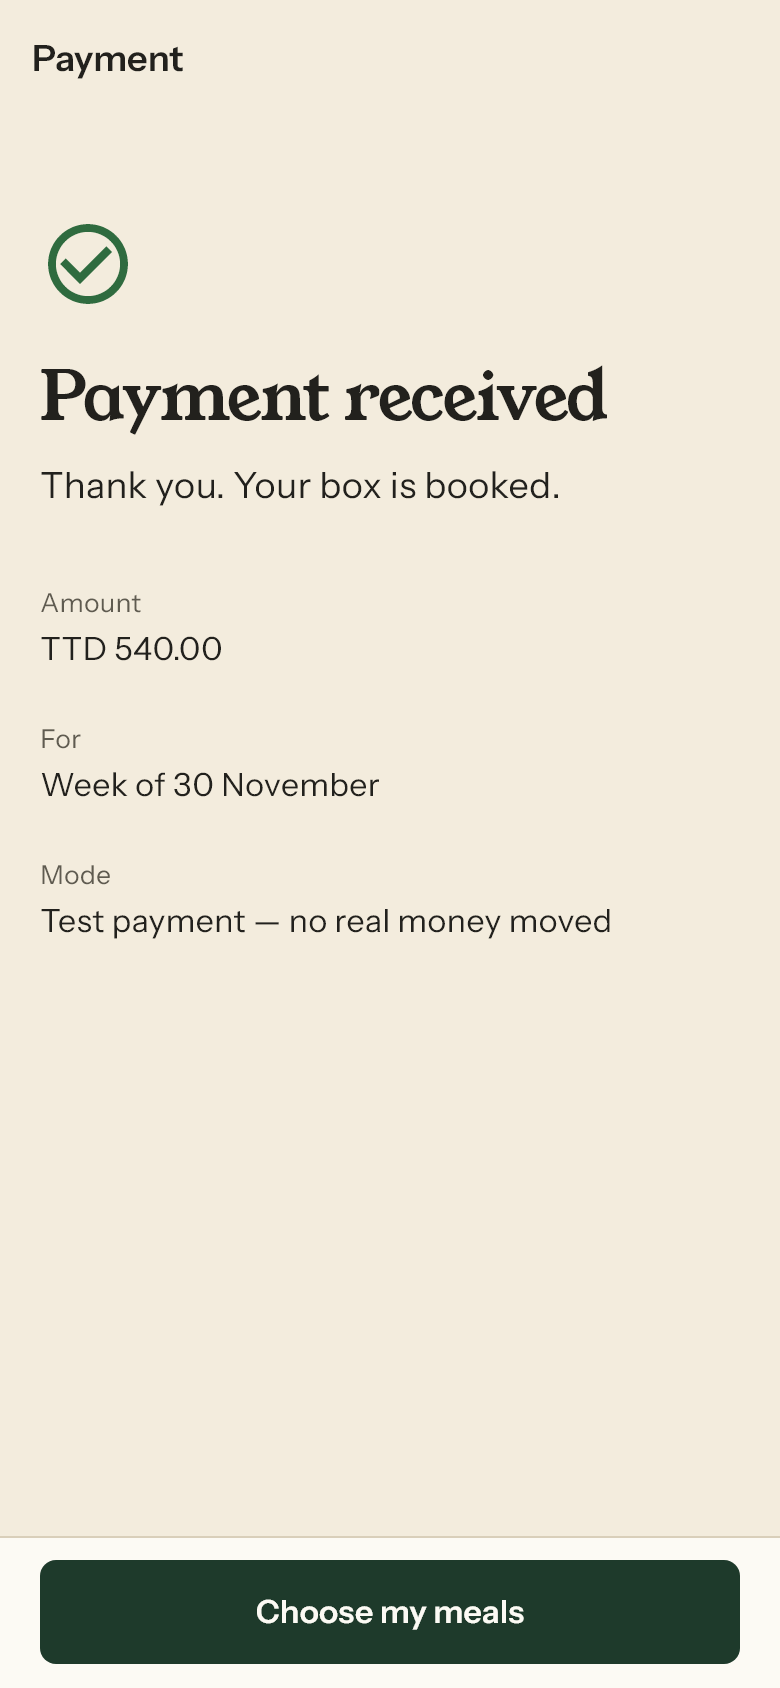 Payment
Payment received
Thank you. Your box is booked.
Amount
TTD 540.00
For
Week of 30 November
Mode
Test payment — no real money moved
Choose my meals